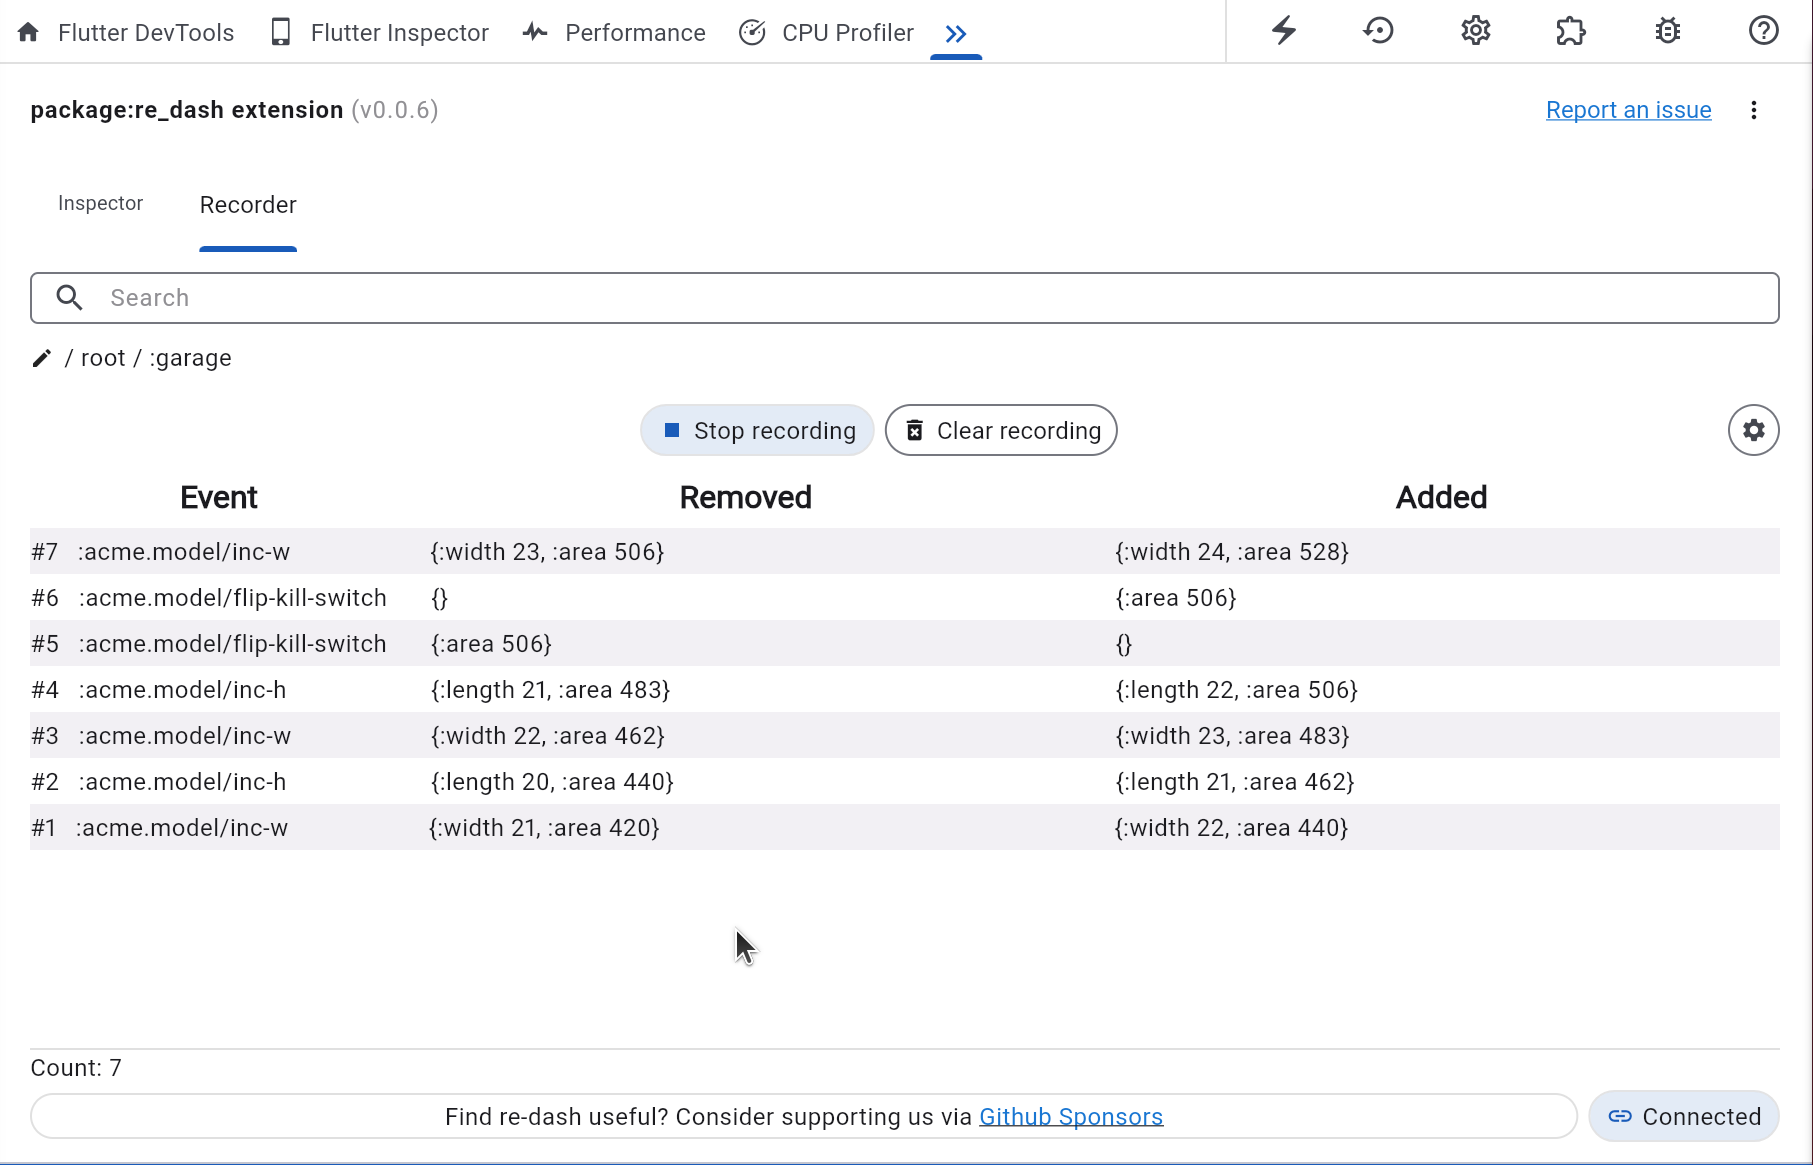 Flutter DevTools Flutter Inspector Performance CPU Profiler
package:re_dash extension (v0.0.6) Report an issue
Inspector Recorder
Search
/ root / :garage
Stop recording Clear recording
Event Removed Added
#7 :acme.model/inc-w {:width 23, :area 506} {:width 24, :area 528}
#6 :acme.model/flip-kill-switch {} {:area 506}
#5 :acme.model/flip-kill-switch {:area 506} {}
#4 :acme.model/inc-h {:length 21, :area 483} {:length 22, :area 506}
#3 :acme.model/inc-w {:width 22, :area 462} {:width 23, :area 483}
#2 :acme.model/inc-h {:length 20, :area 440} {:length 21, :area 462}
#1 :acme.model/inc-w {:width 21, :area 420} {:width 22, :area 440}
Count: 7
Find re-dash useful? Consider supporting us via Github Sponsors Connected